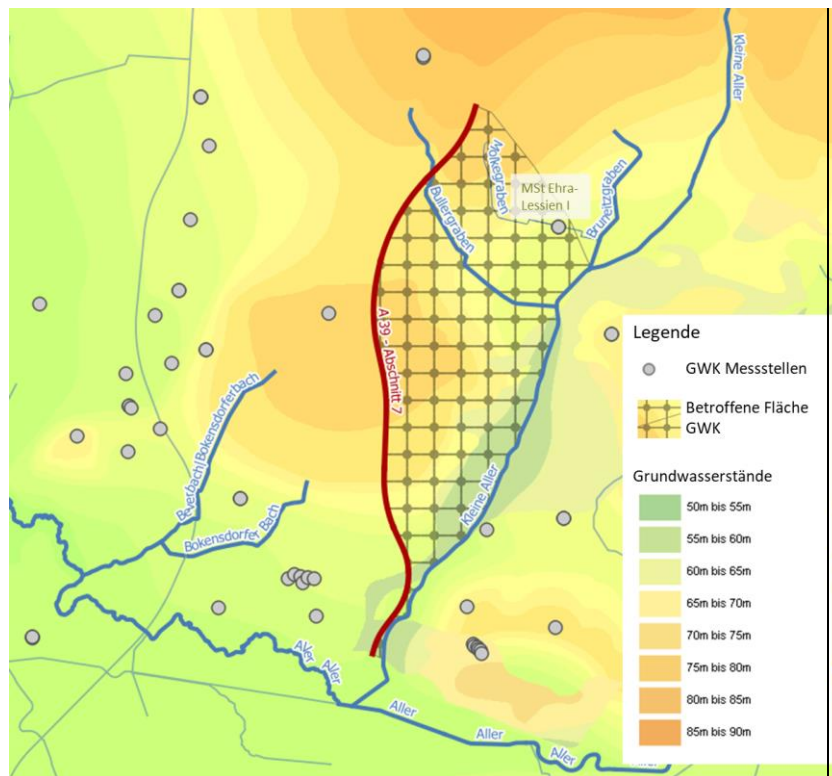 Kleine Aller
Mölkegraben
MSt Ehra-
Lessien I
Bullergraben
A 39 - Abschnitt 7
Legende
GWK Messstellen
Betroffene Fläche
GWK
Beverbach/Bokensdorferbach
Grundwasserstände
Kleine Aller
50m bis 55m
Bokensdorfer Bach
55m bis 60m
60m bis 65m
65m bis 70m
70m bis 75m
Aller
Aller
75m bis 80m
Aller
80m bis 85m
Aller
85m bis 90m
Aller